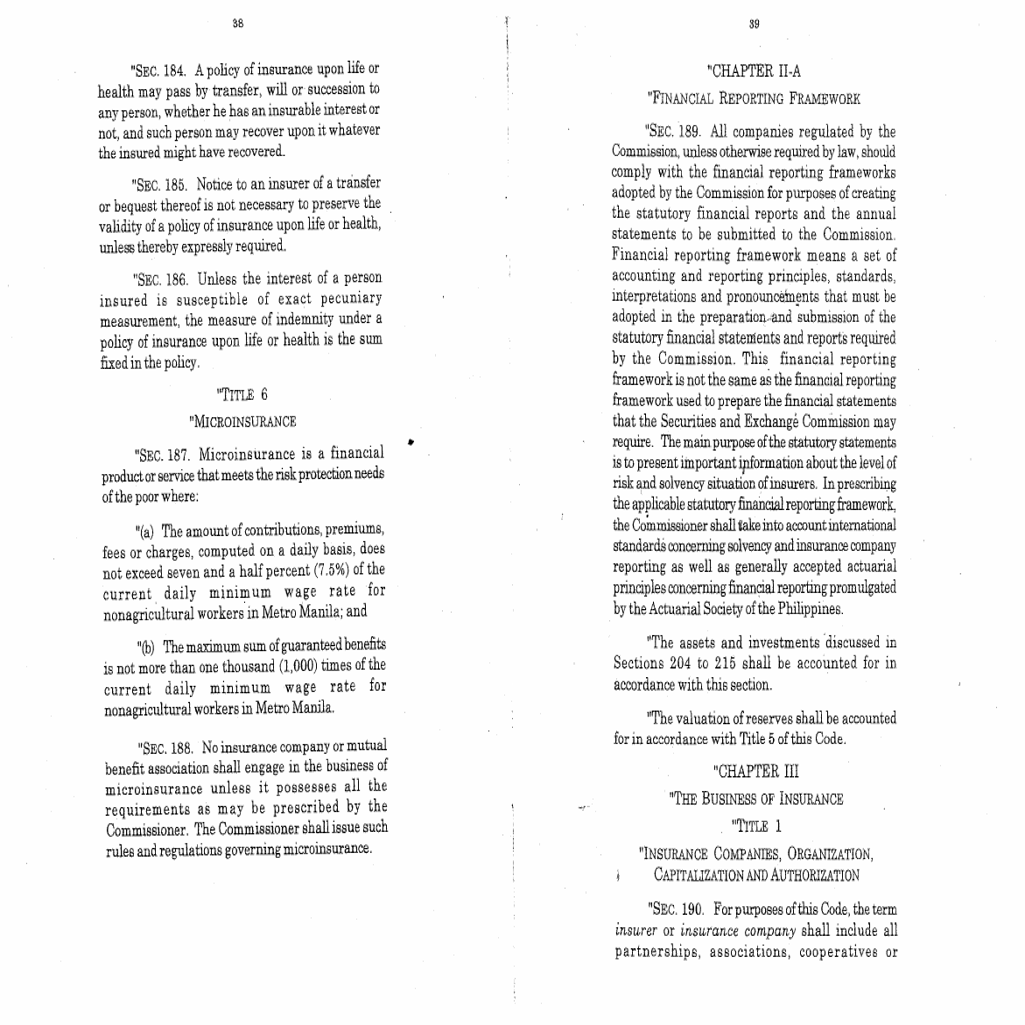 38
"SEC. 184. A policy of insurance upon life or
health may pass by transfer, will or succession to
any person, whether he has an insurable interest or
not, and such person may recover upon it whatever
the insured might have recovered.
"SEC. 185. Notice to an insurer of a transfer
or bequest thereof is not necessary to preserve the
validity of a policy of insurance upon life or health,
unless thereby expressly required.
"SEC. 186. Unless the interest of a person
insured is susceptible of exact pecuniary
measurement, the measure of indemnity under a
policy of insurance upon life or health is the sum
fixed in the policy.
"TITLE 6
"MICROINSURANCE
"SEC. 187. Microinsurance is a financial
product or service that meets the risk protection needs
of the poor where:
"(a) The amount of contributions, premiums,
fees or charges, computed on a daily basis, does
not exceed seven and a half percent (7.5%) of the
current daily minimum wage rate for
nonagricultural workers in Metro Manila; and
"(b) The maximum sum of guaranteed benefits
is not more than one thousand (1,000) times of the
current daily minimum wage rate for
nonagricultural workers in Metro Manila.
"SEC. 188. No insurance company or mutual
benefit association shall engage in the business of
microinsurance unless it possesses all the
requirements as may be prescribed by the
Commissioner. The Commissioner shall issue such
rules and regulations governing microinsurance.
39
"CHAPTER II-A
"FINANCIAL REPORTING FRAMEWORK
"SEC. 189. All companies regulated by the
Commission, unless otherwise required by law, should
comply with the financial reporting frameworks
adopted by the Commission for purposes of creating
the statutory financial reports and the annual
statements to be submitted to the Commission.
Financial reporting framework means a set of
accounting and reporting principles, standards,
interpretations and pronouncements that must be
adopted in the preparation and submission of the
statutory financial statements and reports required
by the Commission. This financial reporting
framework is not the same as the financial reporting
framework used to prepare the financial statements
that the Securities and Exchange Commission may
require. The main purpose of the statutory statements
is to present important information about the level of
risk and solvency situation of insurers. In prescribing
the applicable statutory financial reporting framework,
the Commissioner shall take into account international
standards concerning solvency and insurance company
reporting as well as generally accepted actuarial
principles concerning financial reporting promulgated
by the Actuarial Society of the Philippines.
"The assets and investments discussed in
Sections 204 to 215 shall be accounted for in
accordance with this section.
"The valuation of reserves shall be accounted
for in accordance with Title 5 of this Code.
"CHAPTER III
"THE BUSINESS OF INSURANCE
"TITLE 1
"INSURANCE COMPANIES, ORGANIZATION,
CAPITALIZATION AND AUTHORIZATION
"SEC. 190. For purposes of this Code, the term
insurer or insurance company shall include all
partnerships, associations, cooperatives or